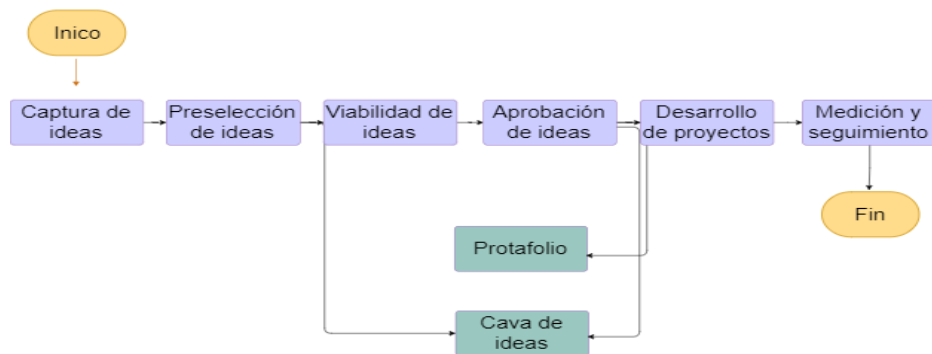 Inico
Captura de
ideas
Preselección
de ideas
Viabilidad de
ideas
Aprobación
de ideas
Desarrollo
de proyectos
Medición y
seguimiento
Fin
Protafolio
Cava de
ideas